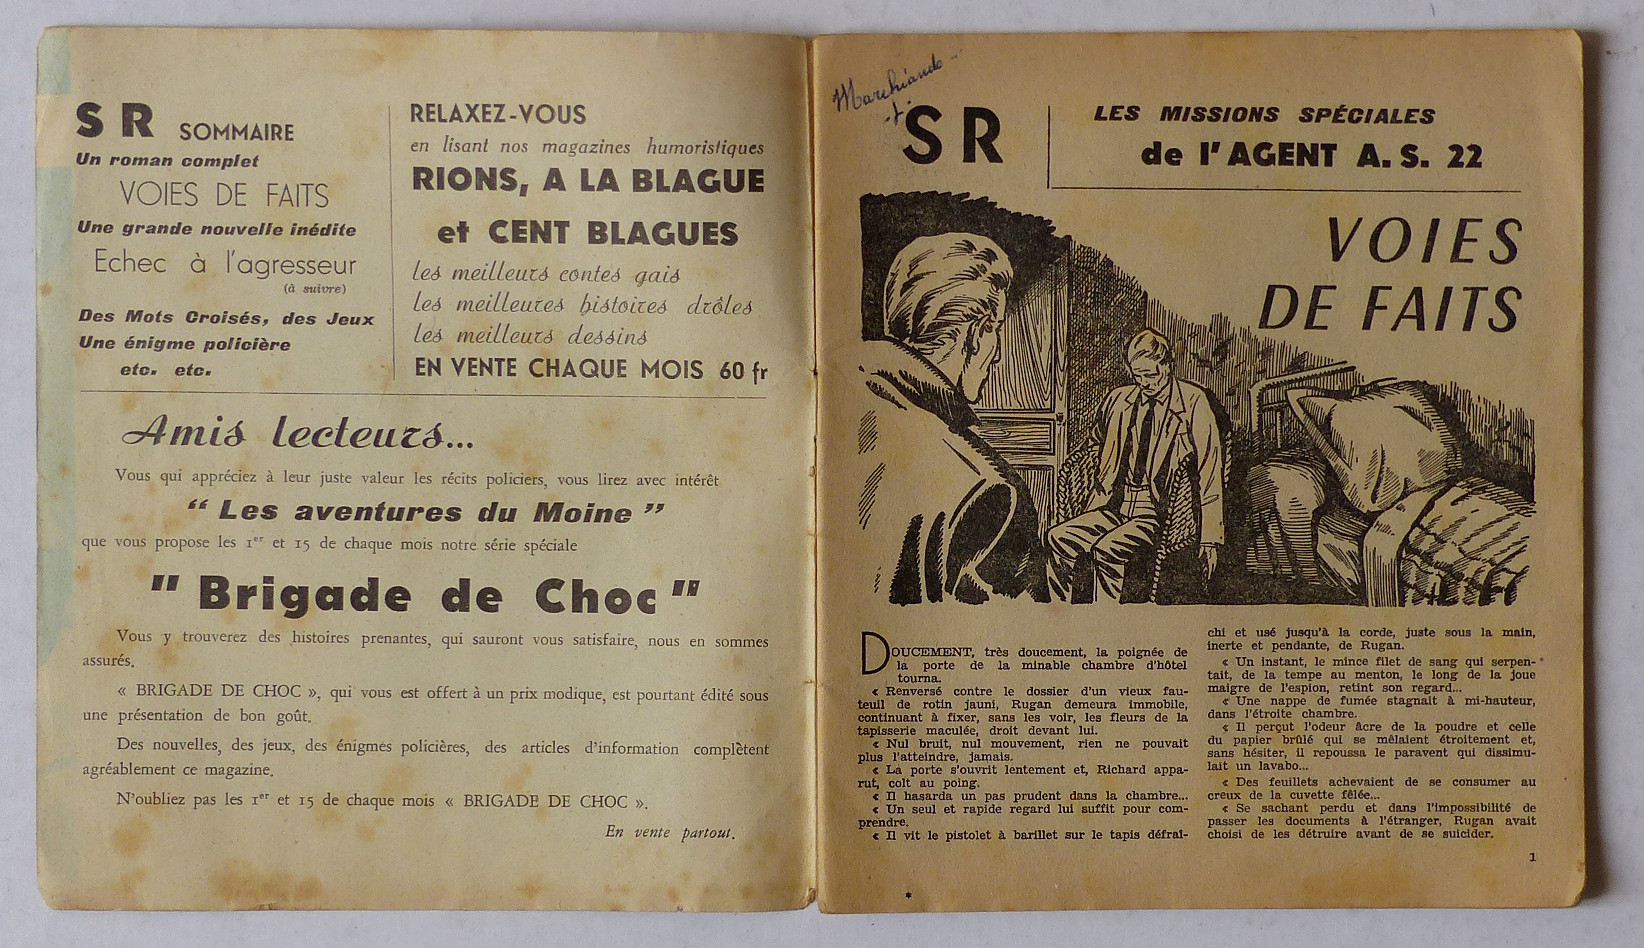 S R SOMMAIRE
Un roman complet
VOIES DE FAITS
Une grande nouvelle inédite
Echec à l'agresseur
(à suivre)
Des Mots Croisés, des Jeux
Une énigme policière
etc. etc.
RELAXEZ-VOUS
en lisant nos magazines humoristiques
RIONS, A LA BLAGUE
et CENT BLAGUES
les meilleurs contes gais
les meilleures histoires drôles
les meilleurs dessins
EN VENTE CHAQUE MOIS 60 fr
Amis lecteurs...
Vous qui appréciez à leur juste valeur les récits policiers, vous lirez avec intérêt
“ Les aventures du Moine ”
que vous propose les 1er et 15 de chaque mois notre série spéciale
" Brigade de Choc "
Vous y trouverez des histoires prenantes, qui sauront vous satisfaire, nous en sommes
assurés.
« BRIGADE DE CHOC », qui vous est offert à un prix modique, est pourtant édité sous
une présentation de bon goût.
Des nouvelles, des jeux, des énigmes policières, des articles d'information complètent
agréablement ce magazine.
N'oubliez pas les 1er et 15 de chaque mois « BRIGADE DE CHOC ».
En vente partout.
S R
LES MISSIONS SPÉCIALES
de l'AGENT A. S. 22
VOIES
DE FAITS
DOUCEMENT, très doucement, la poignée de
la porte de la minable chambre d'hôtel
tourna.
« Renversé contre le dossier d'un vieux fau-
teuil de rotin jauni, Rugan demeura immobile,
continuant à fixer, sans les voir, les fleurs de la
tapisserie maculée, droit devant lui.
« Nul bruit, nul mouvement, rien ne pouvait
plus l'atteindre, jamais.
« La porte s'ouvrit lentement et, Richard appa-
rut, colt au poing.
« Il hasarda un pas prudent dans la chambre...
« Un seul et rapide regard lui suffit pour com-
prendre.
« Il vit le pistolet à barillet sur le tapis défraî-
chi et usé jusqu'à la corde, juste sous la main,
inerte et pendante, de Rugan.
« Un instant, le mince filet de sang qui serpen-
tait, de la tempe au menton, le long de la joue
maigre de l'espion, retint son regard...
« Une nappe de fumée stagnait à mi-hauteur,
dans l'étroite chambre.
« Il perçut l'odeur âcre de la poudre et celle
du papier brûlé qui se mêlaient étroitement et,
sans hésiter, il repoussa le paravent qui dissimu-
lait un lavabo...
« Des feuillets achevaient de se consumer au
creux de la cuvette fêlée...
« Se sachant perdu et dans l'impossibilité de
passer les documents à l'étranger, Rugan avait
choisi de les détruire avant de se suicider.
1